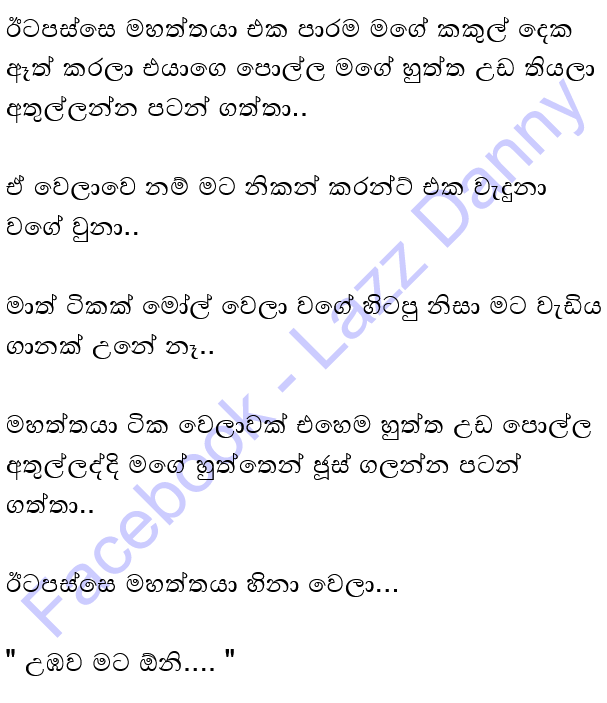 ඊටපස්සෙ මහත්තයා එක පාරම මගේ කකුල් දෙක
ඈත් කරලා එයාගෙ පොල්ල මගේ හුත්ත උඩ තියලා
අතුල්ලන්න පටන් ගත්තා..
ඒ වෙලාවෙ නම් මට නිකන් කරන්ට් එක වැදුනා
වගේ වුනා..
මාත් ටිකක් මෝල් වෙලා වගේ හිටපු නිසා මට වැඩිය
ගානක් උනේ නෑ..
මහත්තයා ටික වෙලාවක් එහෙම හුත්ත උඩ පොල්ල
අතුල්ලද්දි මගේ හුත්තෙන් ජූස් ගලන්න පටන්
ගත්තා..
ඊටපස්සෙ මහත්තයා හිනා වෙලා...
" උඹව මට ඕනි.... "
Facebook - Lazz Danny